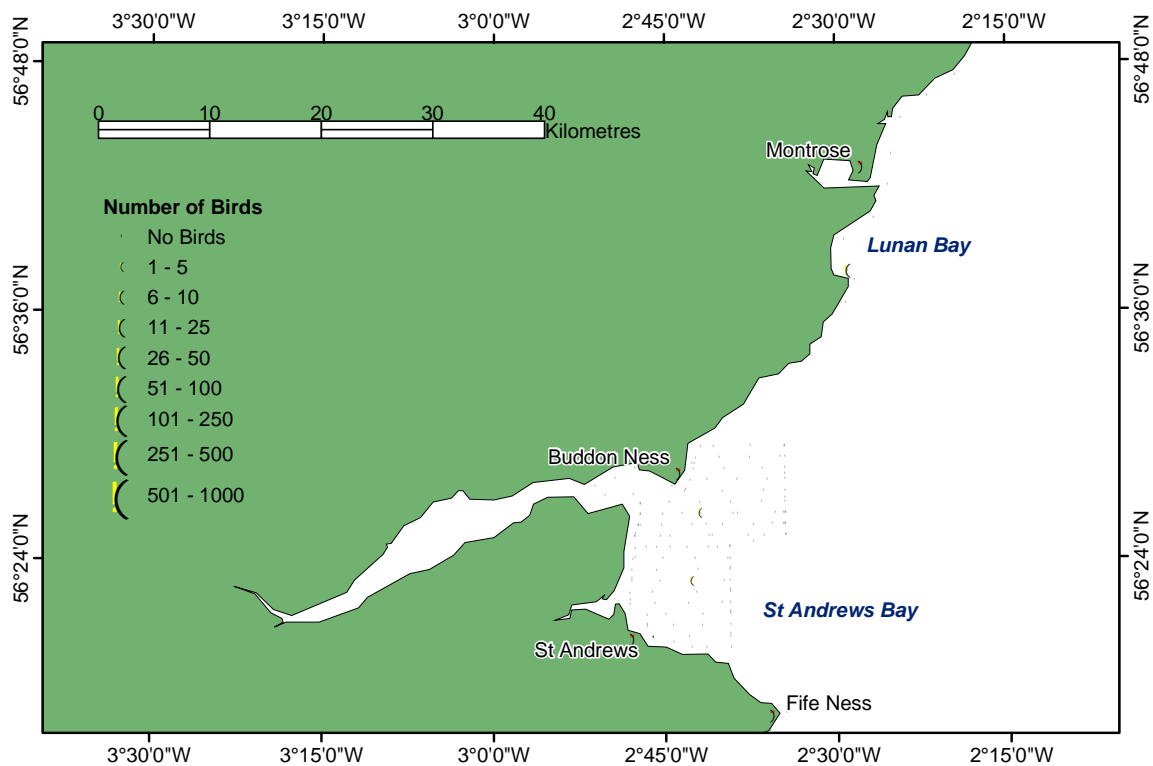 3°30'0"W 3°15'0"W 3°0'0"W 2°45'0"W 2°30'0"W 2°15'0"W
56°48'0"N
56°48'0"N
0 10 20 30 40
Kilometres
Montrose
Number of Birds
No Birds
1 - 5
6 - 10
11 - 25
26 - 50
51 - 100
101 - 250
251 - 500
501 - 1000
Lunan Bay
56°36'0"N
56°36'0"N
Buddon Ness
56°24'0"N
56°24'0"N
St Andrews Bay
St Andrews
Fife Ness
3°30'0"W 3°15'0"W 3°0'0"W 2°45'0"W 2°30'0"W 2°15'0"W